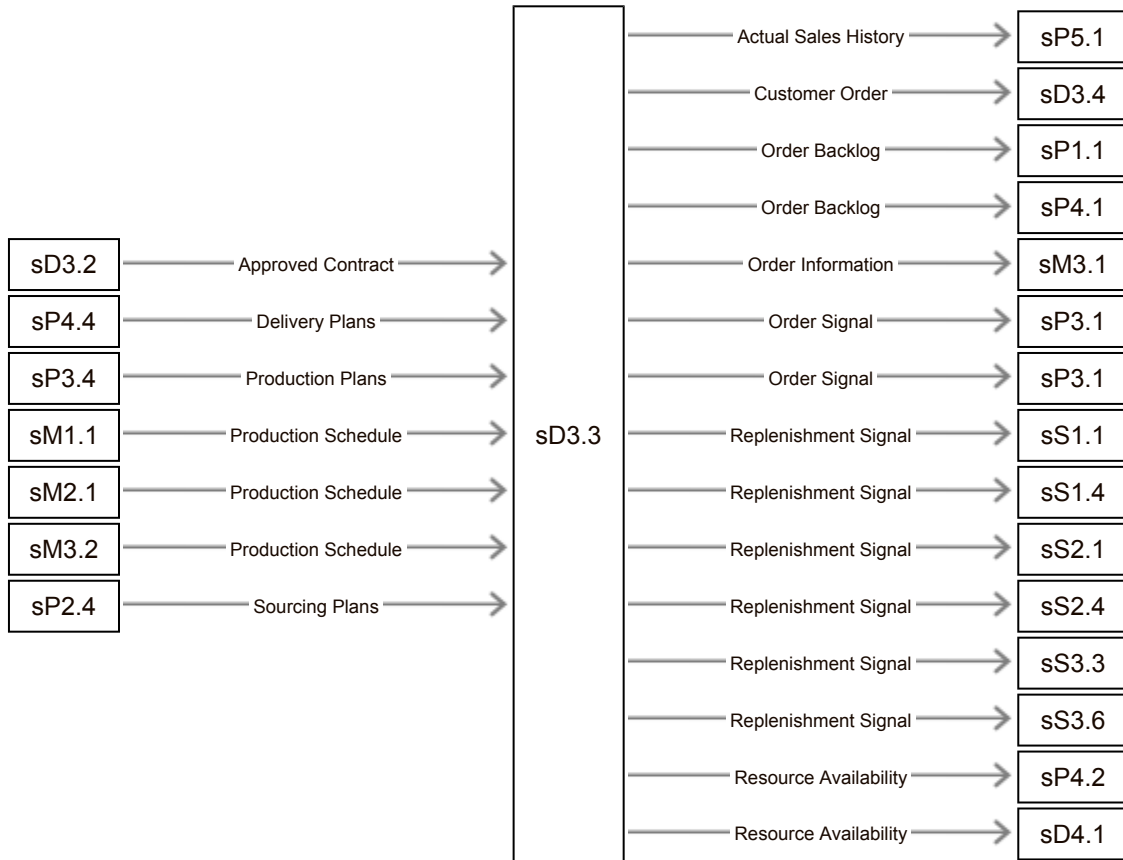 Actual Sales History sP5.1
Customer Order sD3.4
Order Backlog sP1.1
Order Backlog sP4.1
sD3.2 Approved Contract Order Information sM3.1
sP4.4 Delivery Plans Order Signal sP3.1
sP3.4 Production Plans Order Signal sP3.1
sM1.1 Production Schedule sD3.3 Replenishment Signal sS1.1
sM2.1 Production Schedule Replenishment Signal sS1.4
sM3.2 Production Schedule Replenishment Signal sS2.1
sP2.4 Sourcing Plans Replenishment Signal sS2.4
Replenishment Signal sS3.3
Replenishment Signal sS3.6
Resource Availability sP4.2
Resource Availability sD4.1